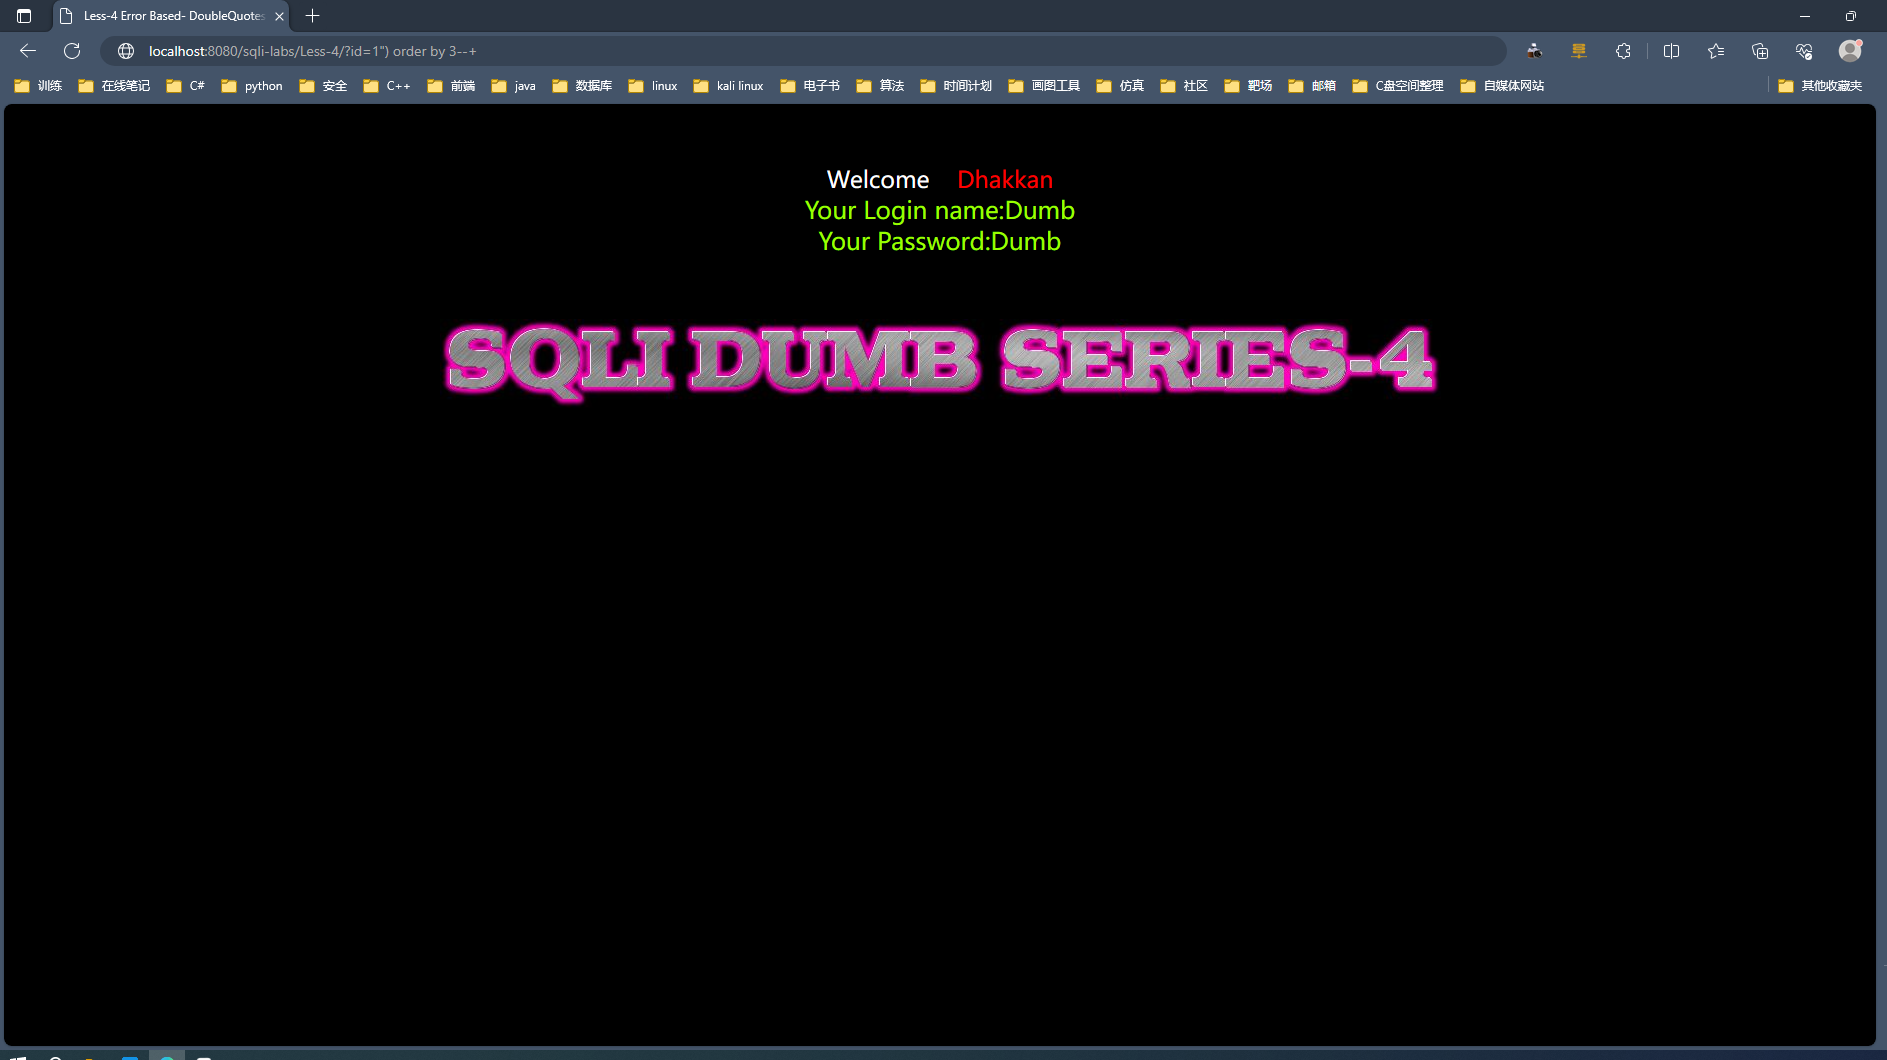 Less-4 Error Based- DoubleQuotes
localhost:8080/sqli-labs/Less-4/?id=1") order by 3--+
训练 在线笔记 C# python 安全 C++ 前端 java 数据库 linux kali linux 电子书 算法 时间计划 画图工具 仿真 社区 靶场 邮箱 C盘空间整理 自媒体网站 其他收藏夹
Welcome Dhakkan
Your Login name:Dumb
Your Password:Dumb
SQLI DUMB SERIES-4